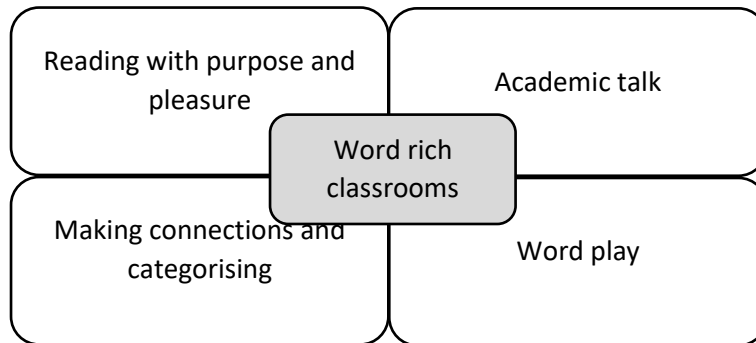 Reading with purpose and
pleasure
Academic talk
Word rich
classrooms
Making connections and
categorising
Word play